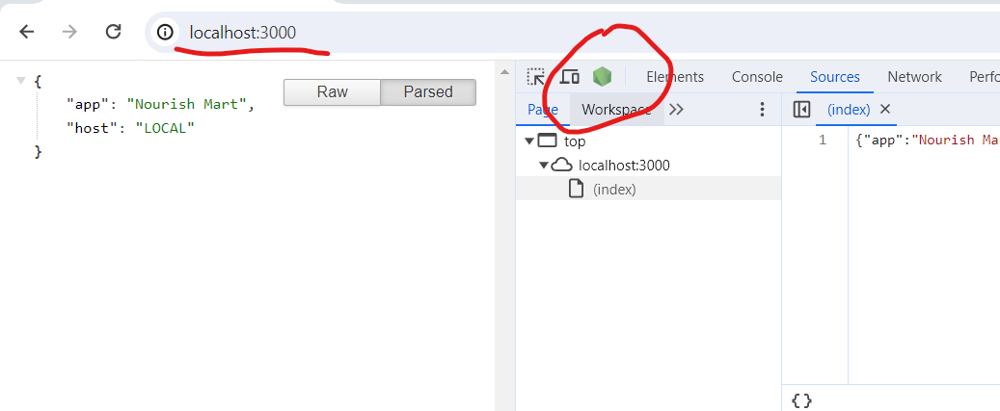 localhost:3000
{
"app": "Nourish Mart",
"host": "LOCAL"
}
Raw Parsed
Elements Console Sources Network Perfo
Page Workspace (index)
top
localhost:3000
(index)
1 {"app":"Nourish Ma
{}